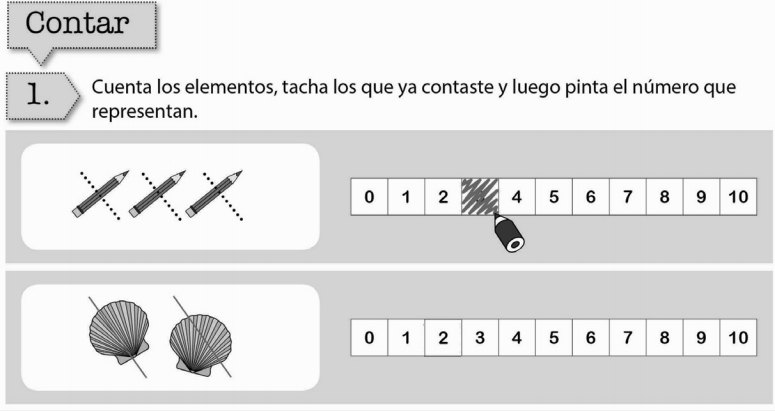 Contar
1. Cuenta los elementos, tacha los que ya contaste y luego pinta el número que
representan.
0 1 2 3 4 5 6 7 8 9 10
0 1 2 3 4 5 6 7 8 9 10